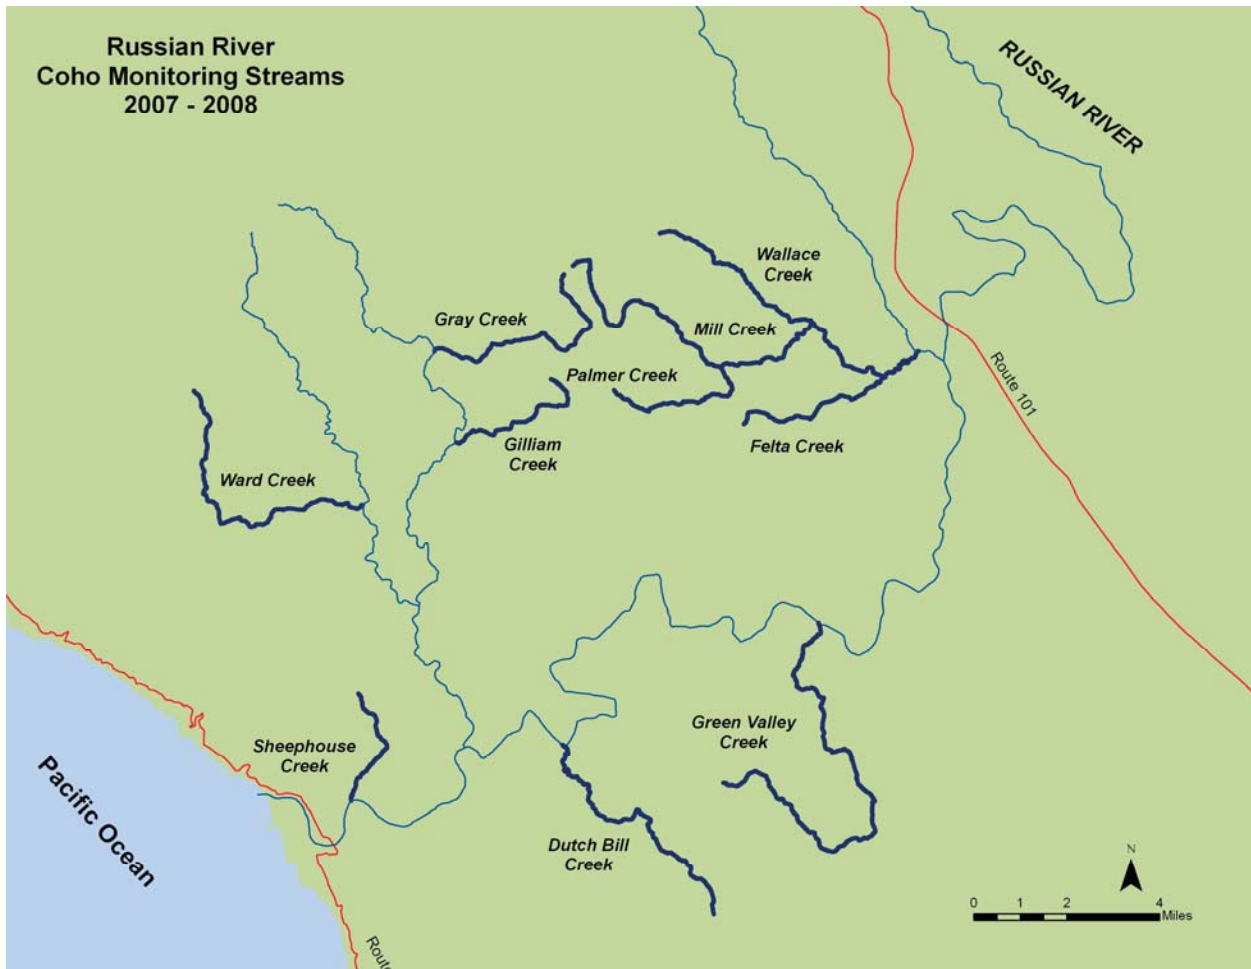 Russian River
Coho Monitoring Streams
2007 - 2008
RUSSIAN RIVER
Wallace
Creek
Gray Creek
Mill Creek
Palmer Creek
Route 101
Gilliam
Creek
Felta Creek
Ward Creek
Green Valley
Creek
Sheephouse
Creek
Pacific Ocean
Dutch Bill
Creek
N
0 1 2 4
Miles
Route